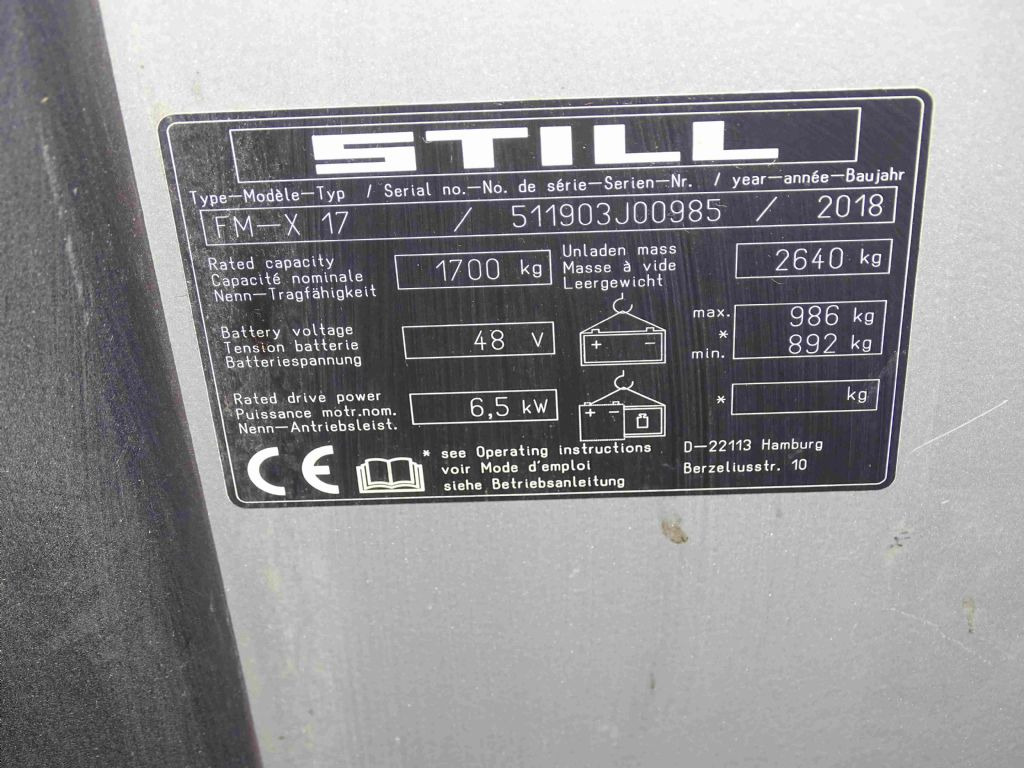 STILL
Type—Modèle—Typ / Serial no.—No. de série—Serien—Nr. / year—année—Baujahr
FM—X 17 / 511903J00985 / 2018
Rated capacity
Capacité nominale
Nenn—Tragfähigkeit
1700 kg
Unladen mass
Masse à vide
Leergewicht
2640 kg
Battery voltage
Tension batterie
Batteriespannung
48 V
+ −
max.
*
min.
986 kg
892 kg
Rated drive power
Puissance motr.nom.
Nenn—Antriebsleist.
6,5 kW
+ −
* kg
CE
* see Operating instructions
voir Mode d'emploi
siehe Betriebsanleitung
D—22113 Hamburg
Berzeliusstr. 10